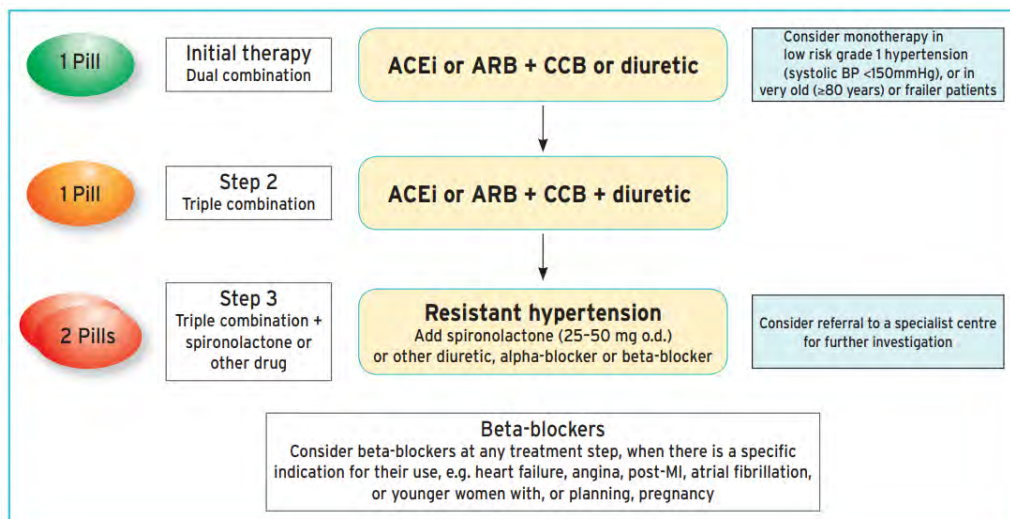 1 Pill
Initial therapy
Dual combination
ACEi or ARB + CCB or diuretic
Consider monotherapy in
low risk grade 1 hypertension
(systolic BP <150mmHg), or in
very old (≥80 years) or frailer patients
1 Pill
Step 2
Triple combination
ACEi or ARB + CCB + diuretic
2 Pills
Step 3
Triple combination +
spironolactone or
other drug
Resistant hypertension
Add spironolactone (25–50 mg o.d.)
or other diuretic, alpha-blocker or beta-blocker
Consider referral to a specialist centre
for further investigation
Beta-blockers
Consider beta-blockers at any treatment step, when there is a specific
indication for their use, e.g. heart failure, angina, post-MI, atrial fibrillation,
or younger women with, or planning, pregnancy